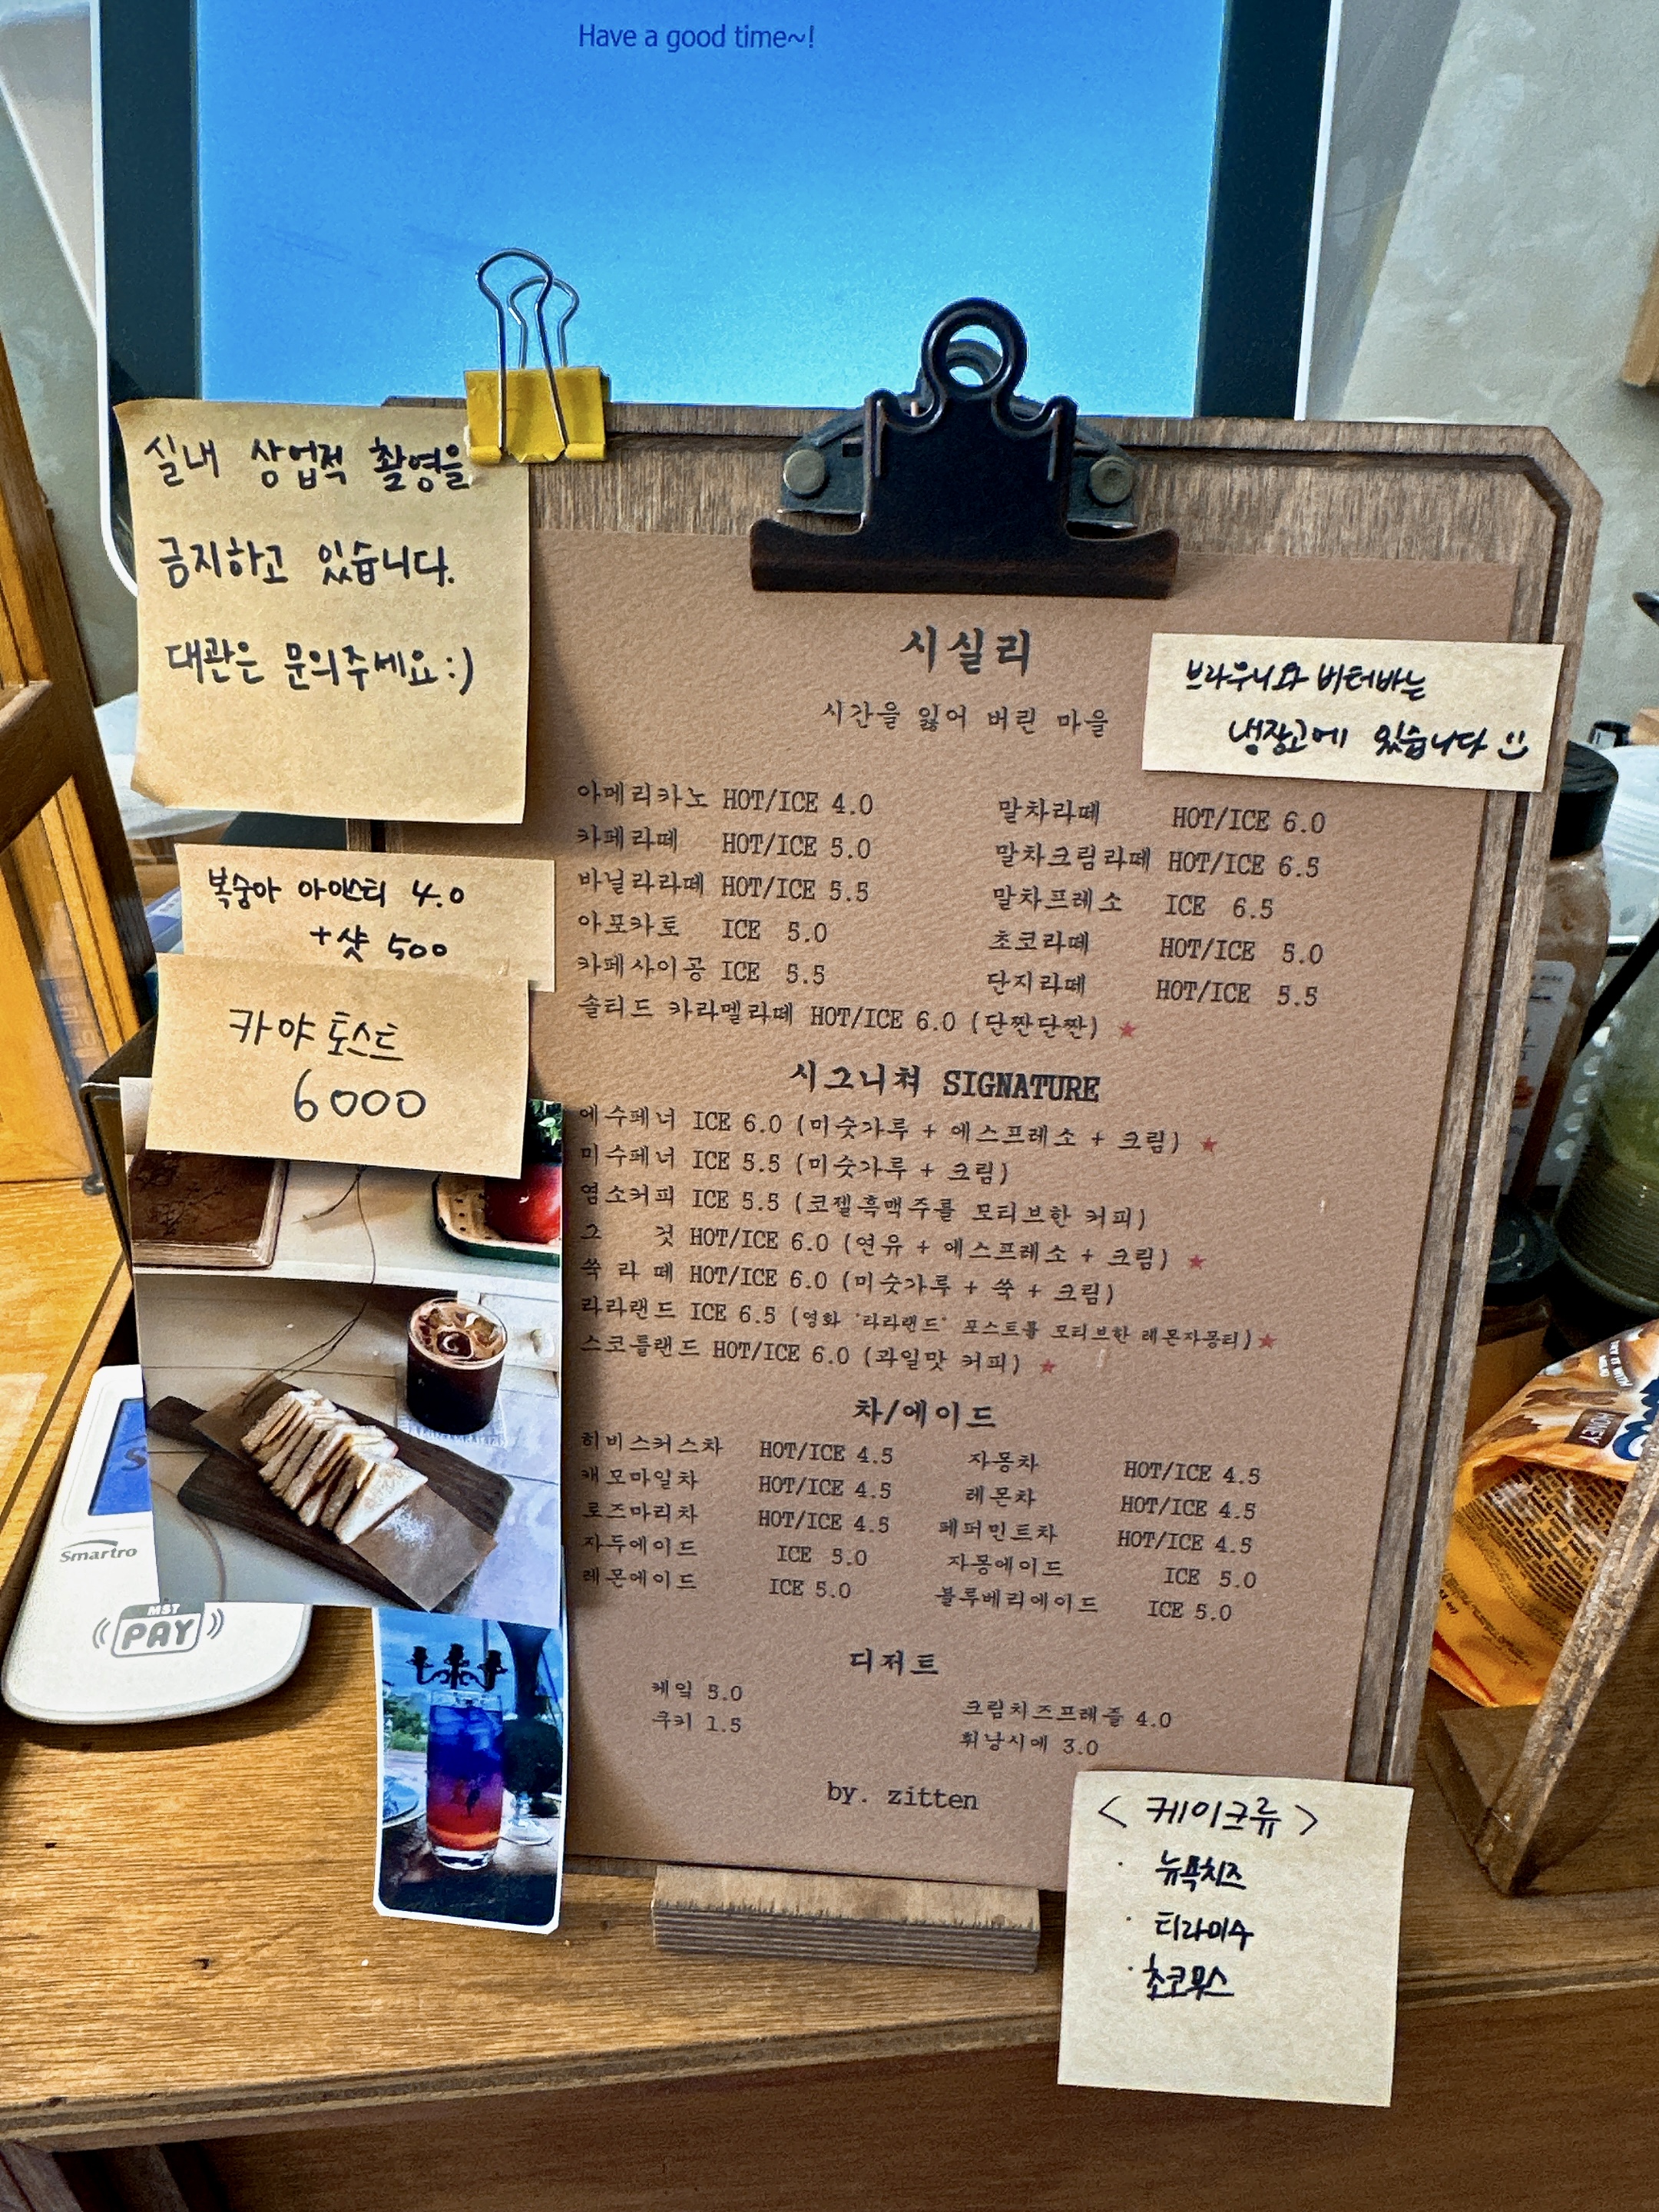 Have a good time~!
실내 상업적 촬영을
금지하고 있습니다.
대관은 문의주세요:)
시실리
시간을 잃어 버린 마을
브라우니와 버터바는
냉장고에 있습니다
복숭아 아이스티 4.0
+샷 500
카야토스트
6000
아메리카노 HOT/ICE 4.0
카페라떼 HOT/ICE 5.0
바닐라라떼 HOT/ICE 5.5
아포카토 ICE 5.0
카페사이공 ICE 5.5
솔티드 카라멜라떼 HOT/ICE 6.0 (단짠단짠) ★
말차라떼 HOT/ICE 6.0
말차크림라떼 HOT/ICE 6.5
말차프레소 ICE 6.5
초코라떼 HOT/ICE 5.0
단지라떼 HOT/ICE 5.5
시그니쳐 SIGNATURE
에수페너 ICE 6.0 (미숫가루 + 에스프레소 + 크림) ★
미수페너 ICE 5.5 (미숫가루 + 크림)
염소커피 ICE 5.5 (코젤흑맥주를 모티브한 커피)
그 것 HOT/ICE 6.0 (연유 + 에스프레소 + 크림) ★
쑥 라 떼 HOT/ICE 6.0 (미숫가루 + 쑥 + 크림)
라라랜드 ICE 6.5 (영화 '라라랜드' 포스트를 모티브한 레몬자몽티) ★
스코틀랜드 HOT/ICE 6.0 (과일맛 커피) ★
차/에이드
히비스커스차 HOT/ICE 4.5
캐모마일차 HOT/ICE 4.5
로즈마리차 HOT/ICE 4.5
자두에이드 ICE 5.0
레몬에이드 ICE 5.0
자몽차 HOT/ICE 4.5
레몬차 HOT/ICE 4.5
페퍼민트차 HOT/ICE 4.5
자몽에이드 ICE 5.0
블루베리에이드 ICE 5.0
디저트
케잌 5.0
쿠키 1.5
크림치즈프레즐 4.0
휘낭시에 3.0
by. zitten
<케이크류>
· 뉴욕치즈
· 티라미수
· 초코무스
Smartro
MST
PAY
HONEY